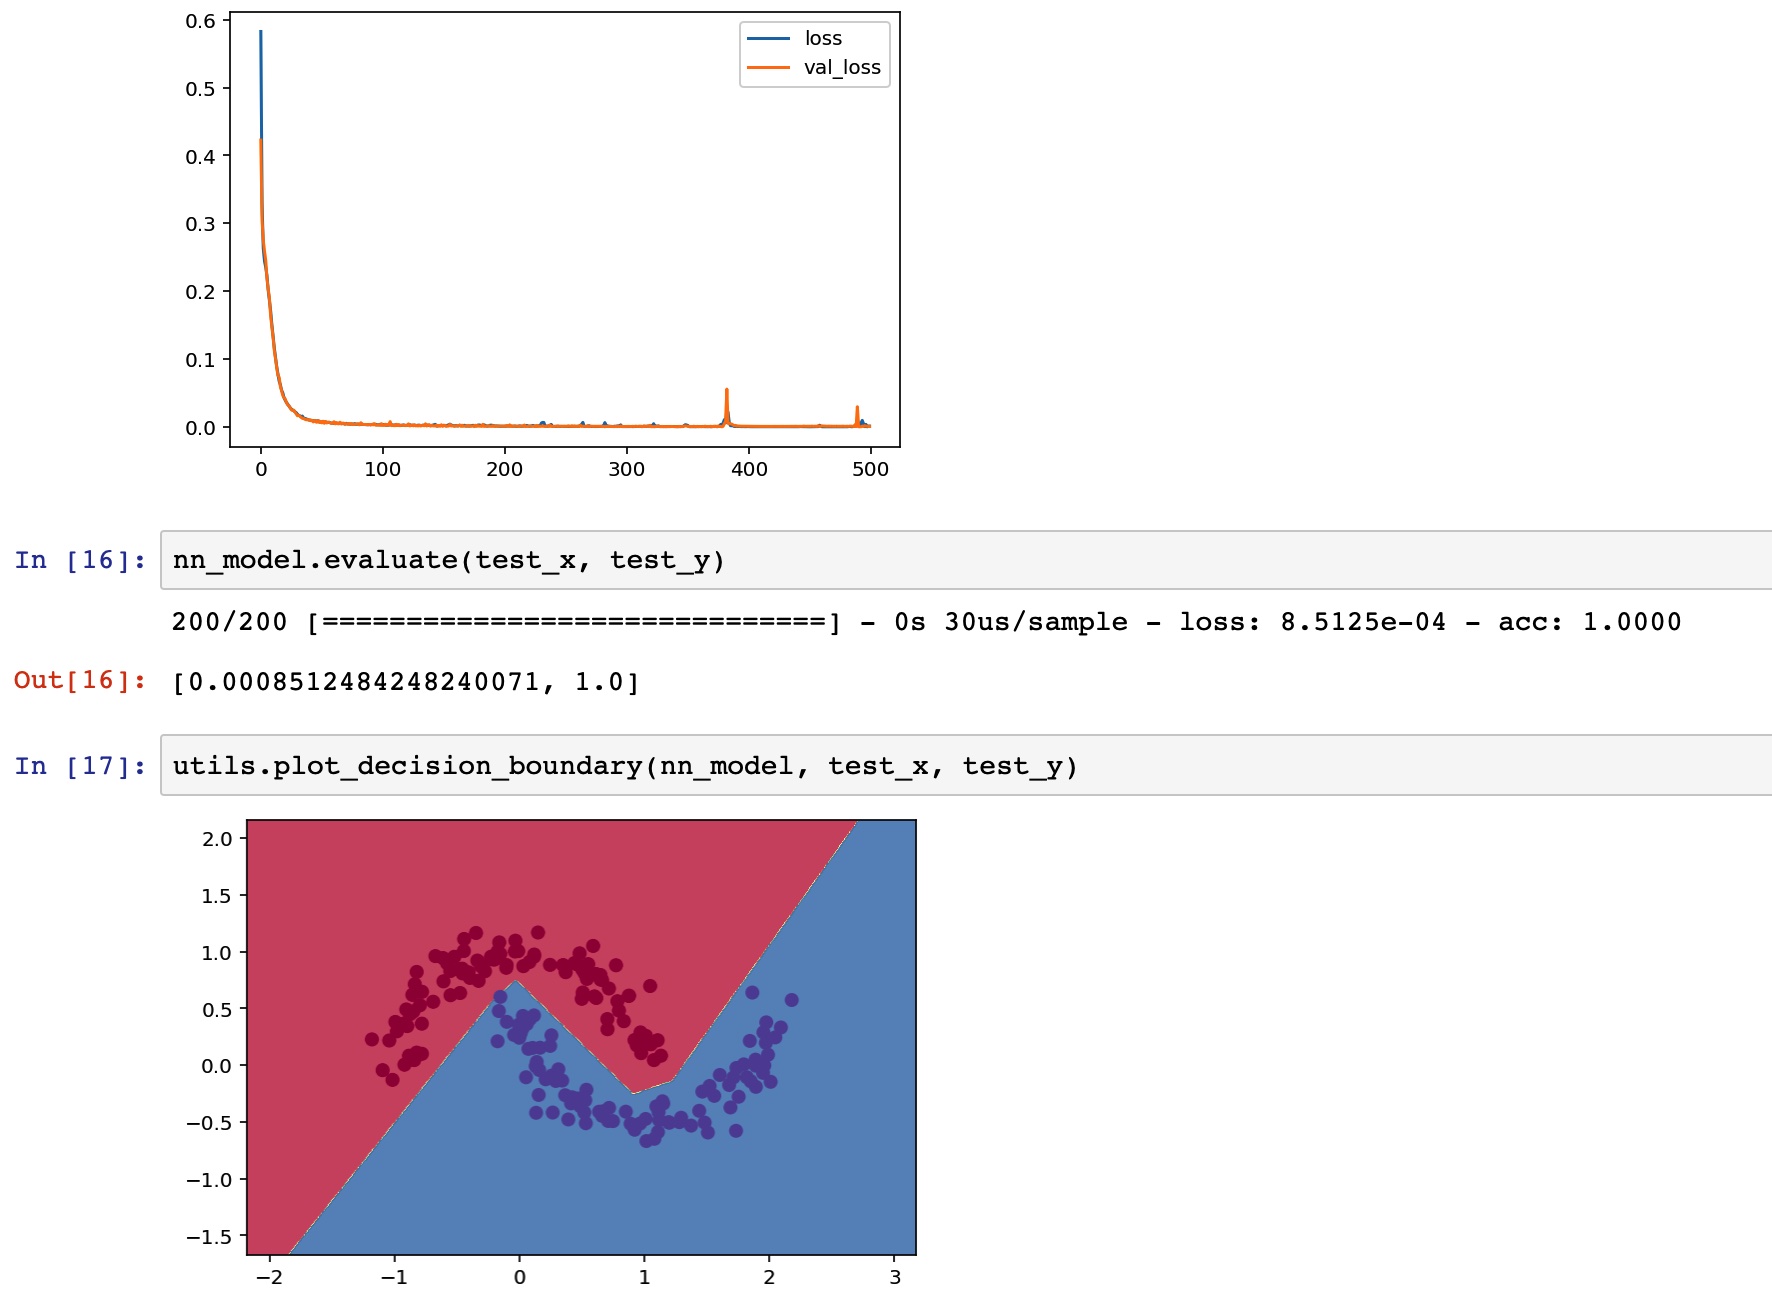 0.6
0.5
0.4
0.3
0.2
0.1
0.0
loss
val_loss
0 100 200 300 400 500
In [16]: nn_model.evaluate(test_x, test_y)
200/200 [==============================] - 0s 30us/sample - loss: 8.5125e-04 - acc: 1.0000
Out[16]: [0.0008512484248240071, 1.0]
In [17]: utils.plot_decision_boundary(nn_model, test_x, test_y)
2.0
1.5
1.0
0.5
0.0
−0.5
−1.0
−1.5
−2 −1 0 1 2 3